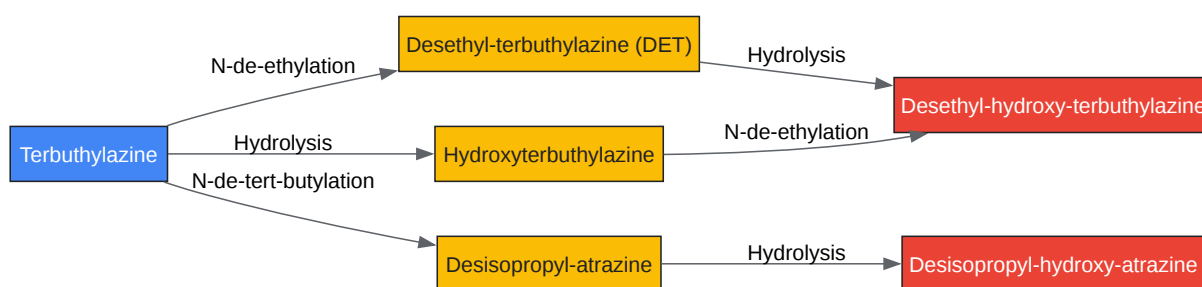 Desethyl-terbuthylazine (DET)
Hydrolysis
N-de-ethylation
Desethyl-hydroxy-terbuthylazine
Terbuthylazine
Hydrolysis
Hydroxyterbuthylazine
N-de-ethylation
N-de-tert-butylation
Desisopropyl-atrazine
Hydrolysis
Desisopropyl-hydroxy-atrazine